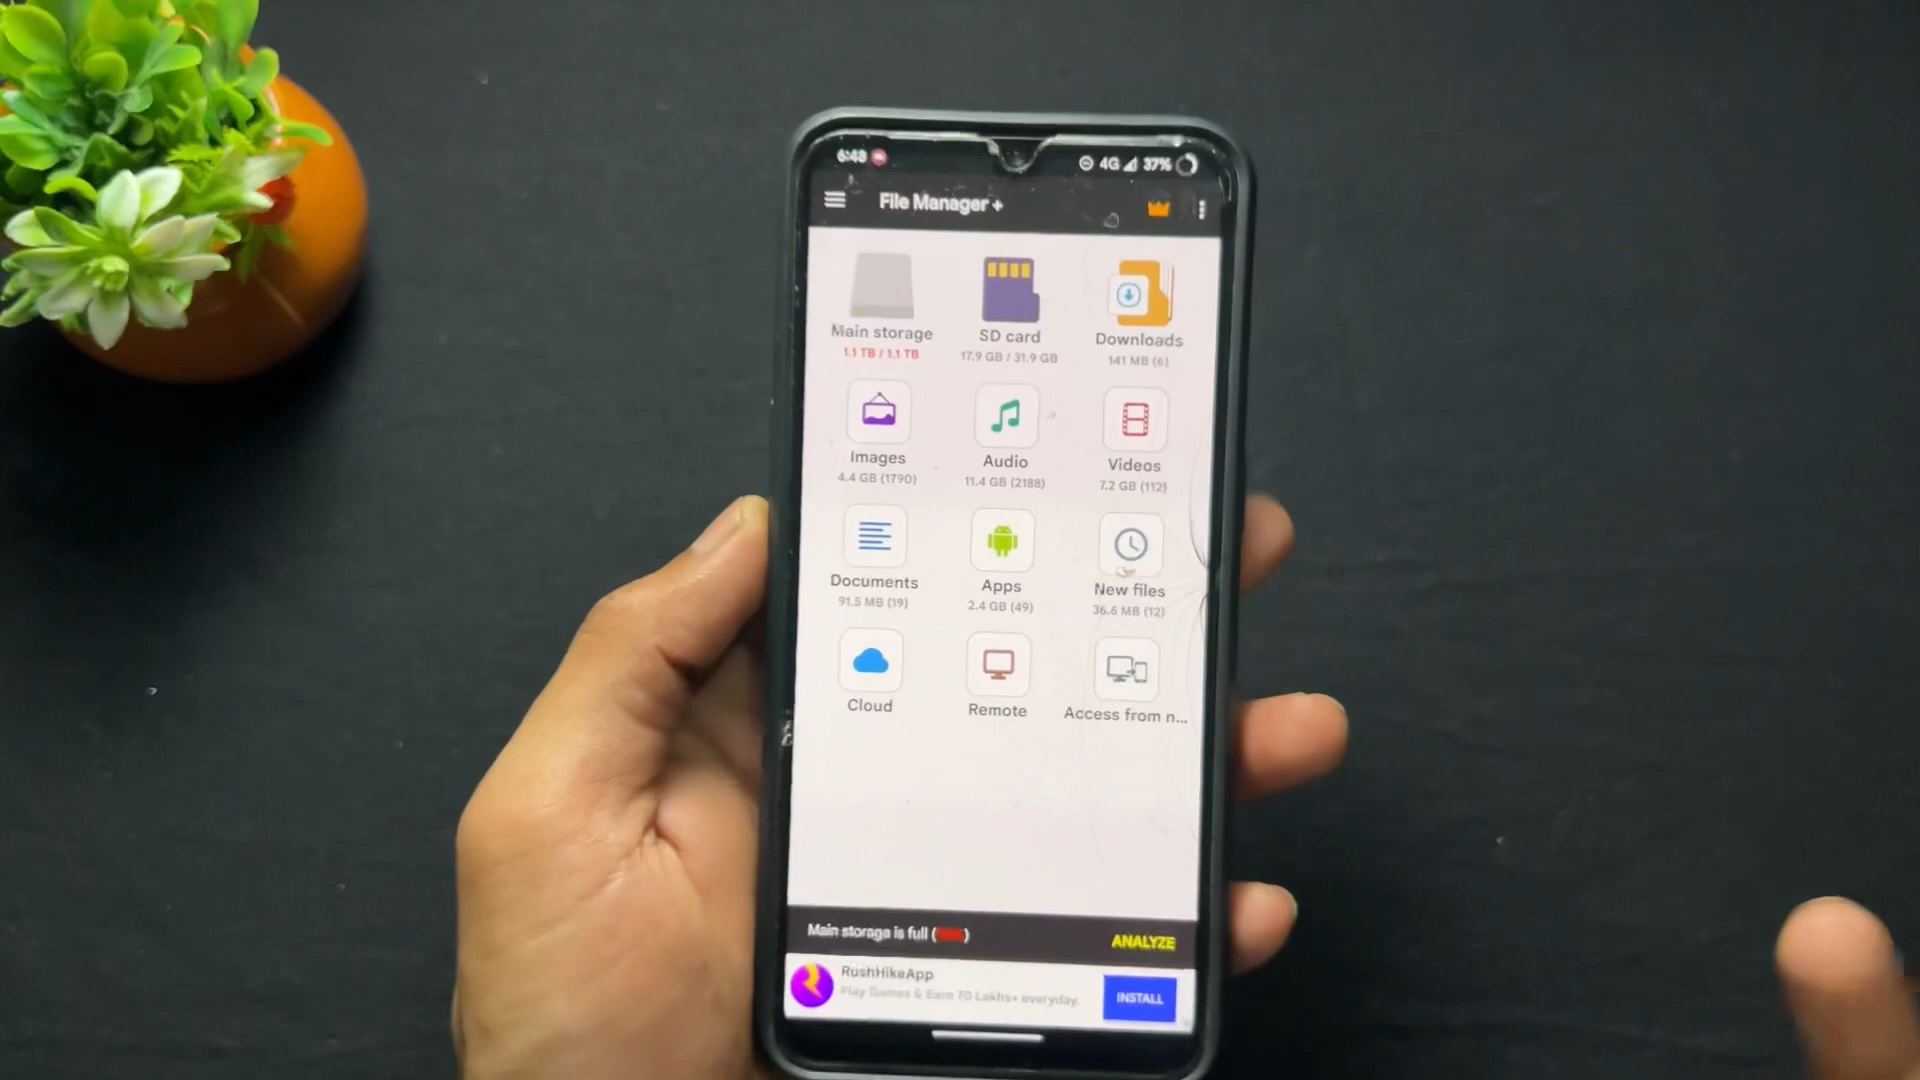 6:43
4G 37%
File Manager +
Main storage SD card Downloads
1.1 TB / 1.1 TB 17.9 GB / 31.9 GB 141 MB (6)
Images Audio Videos
4.4 GB (1790) 11.4 GB (2188) 7.2 GB (112)
Documents Apps New files
91.5 MB (19) 2.4 GB (49) 36.6 MB (12)
Cloud Remote Access from n...
Main storage is full ( ) ANALYZE
RushHikeApp
Play Games & Earn 70 Lakhs+ everyday.
INSTALL